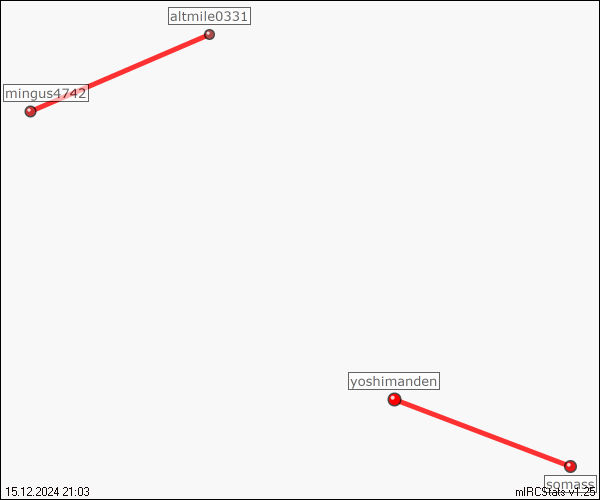 altmile0331
mingus4742
yoshimanden
somass
15.12.2024 21:03
mIRCStats v1.25